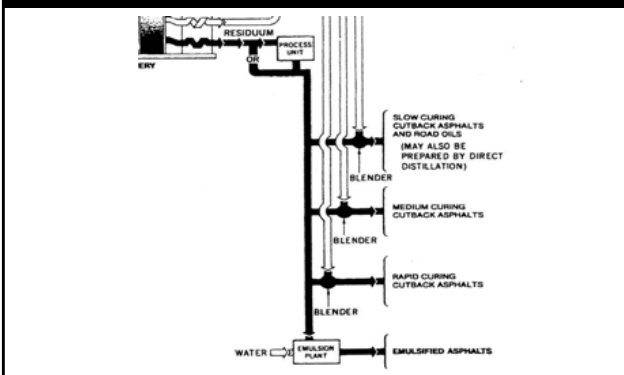 RESIDUUM
PROCESS
UNIT
OR
ERY
SLOW CURING
CUTBACK ASPHALTS
AND ROAD OILS
(MAY ALSO BE
PREPARED BY DIRECT
DISTILLATION)
BLENDER
MEDIUM CURING
CUTBACK ASPHALTS
BLENDER
RAPID CURING
CUTBACK ASPHALTS
BLENDER
WATER
EMULSION
PLANT
EMULSIFIED ASPHALTS